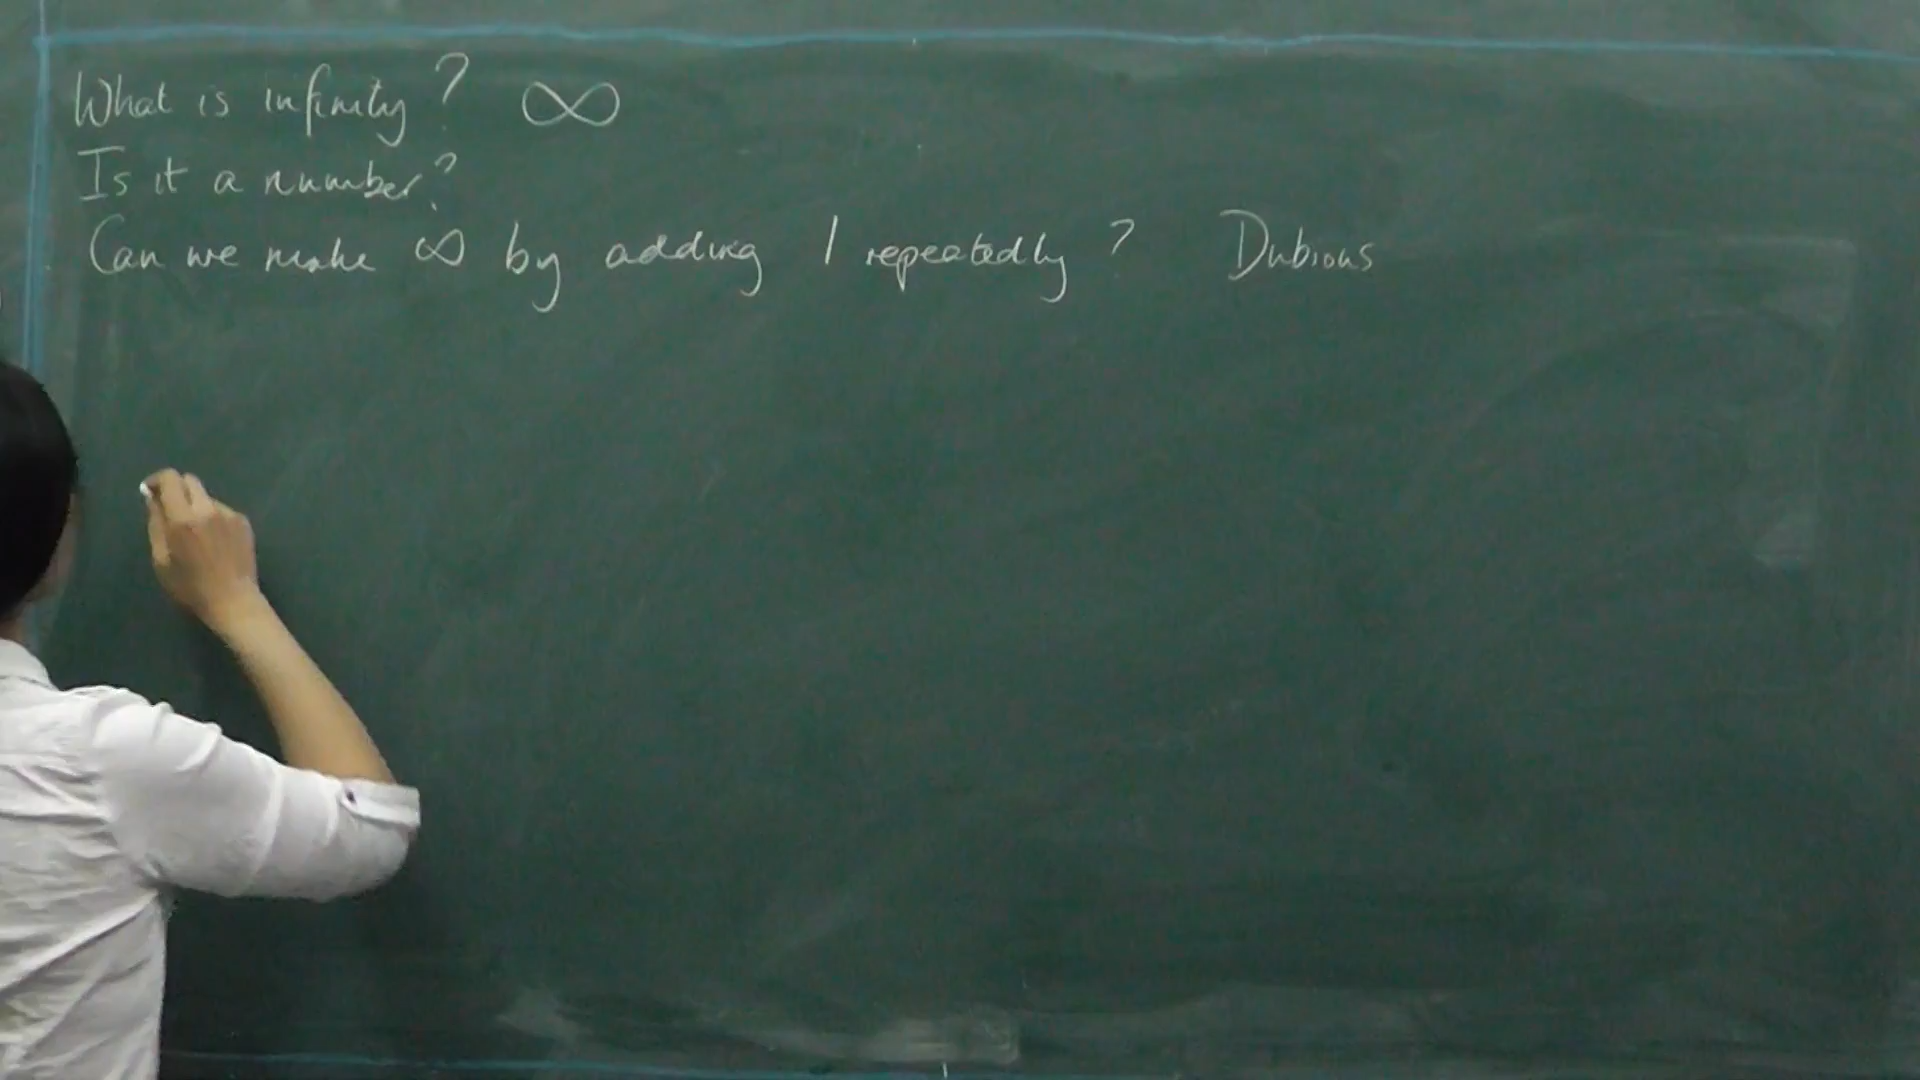 What is infinity? ∞
Is it a number?
Can we make ∞ by adding 1 repeatedly? Dubious